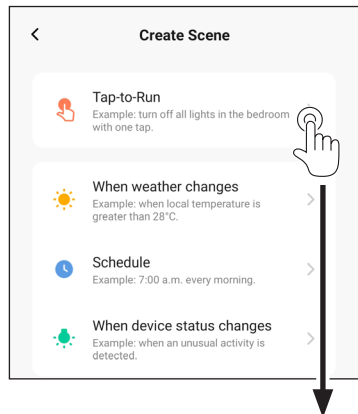 Create Scene
Tap-to-Run
Example: turn off all lights in the bedroom
with one tap.
When weather changes
Example: when local temperature is
greater than 28°C.
Schedule
Example: 7:00 a.m. every morning.
When device status changes
Example: when an unusual activity is
detected.